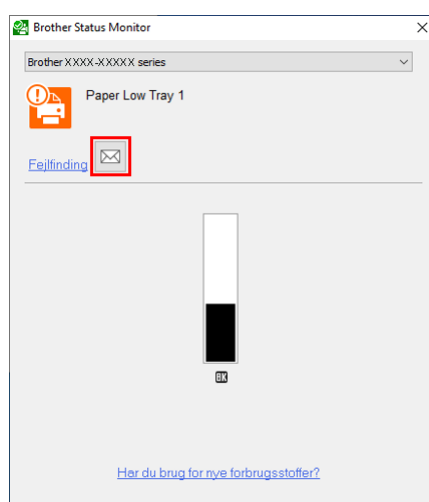 Brother Status Monitor
Brother XXXX-XXXXX series
Paper Low Tray 1
Fejlfinding
BK
Har du brug for nye forbrugsstoffer?